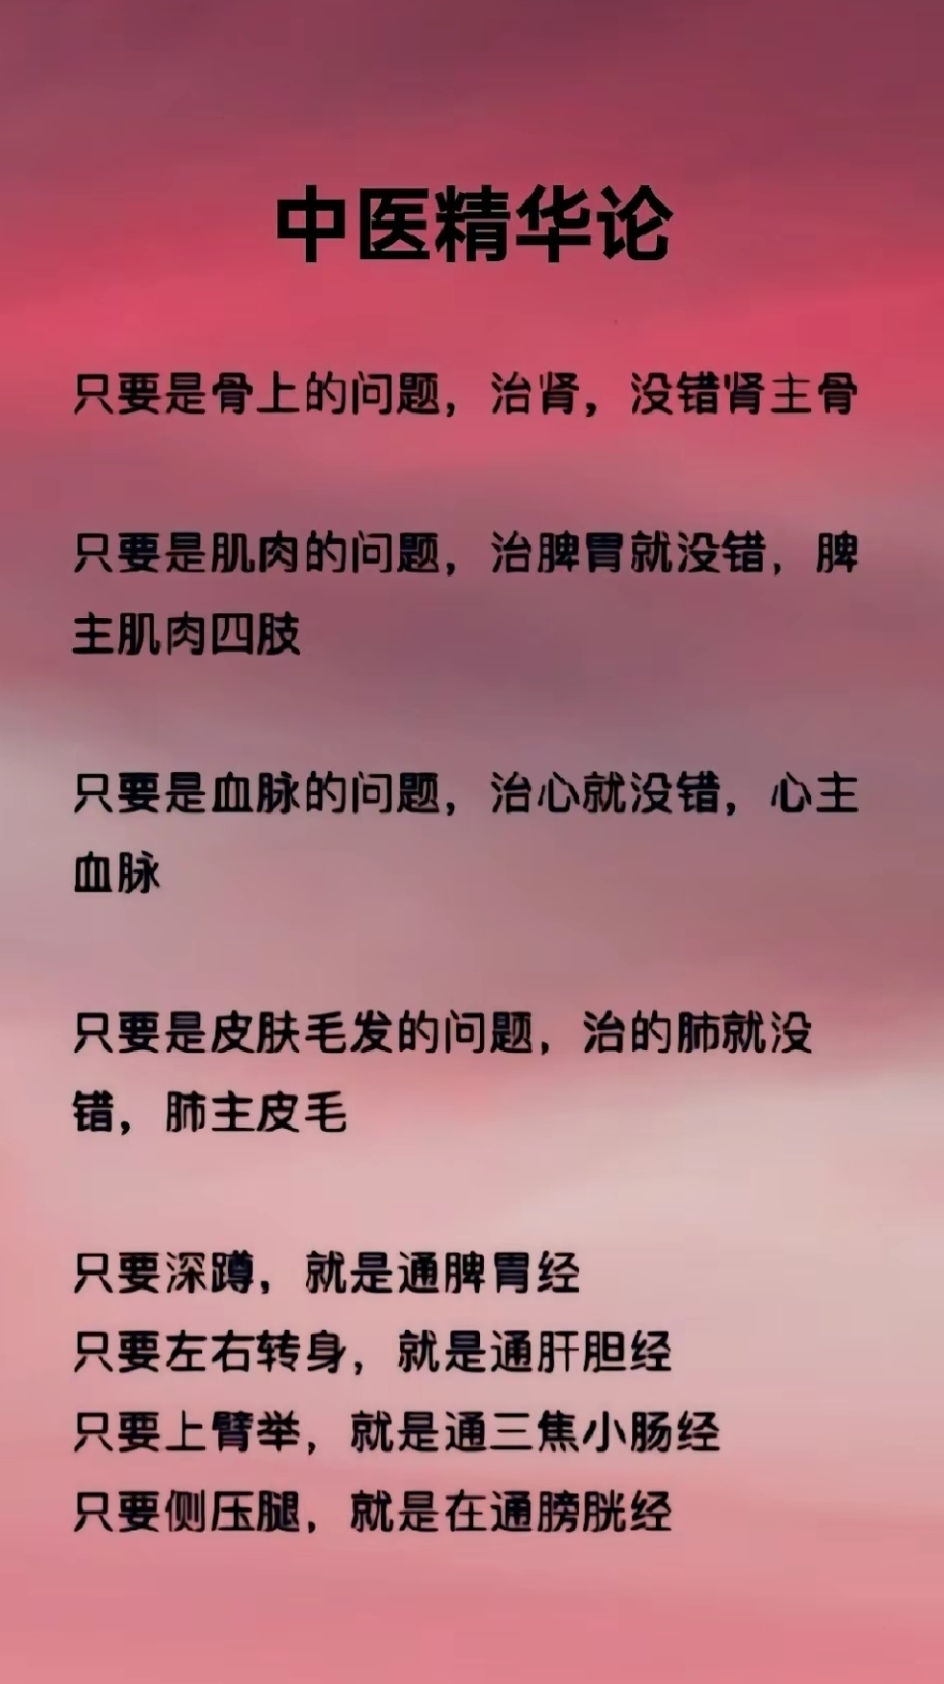 中医精华论
只要是骨上的问题，治肾，没错肾主骨
只要是肌肉的问题，治脾胃就没错，脾
主肌肉四肢
只要是血脉的问题，治心就没错，心主
血脉
只要是皮肤毛发的问题，治的肺就没
错，肺主皮毛
只要深蹲，就是通脾胃经
只要左右转身，就是通肝胆经
只要上臂举，就是通三焦小肠经
只要侧压腿，就是在通膀胱经